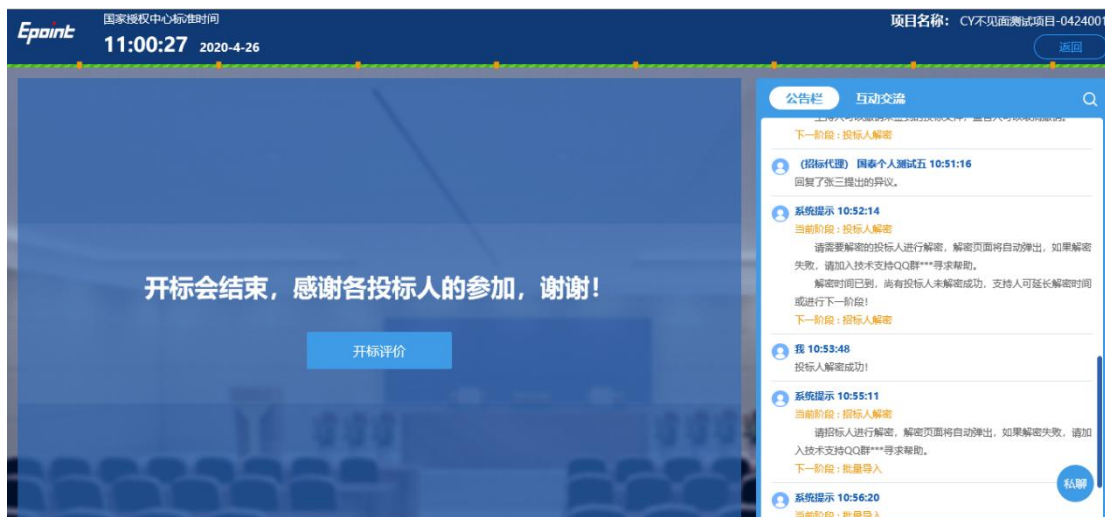 Epoint
国家授权中心标准时间
11:00:27 2020-4-26
项目名称： CY不见面测试项目-0424001
返回
开标会结束，感谢各投标人的参加，谢谢！
开标评价
公告栏 互动交流
下一阶段：投标人解密
（招标代理） 国泰个人测试五 10:51:16
回复了张三提出的异议。
系统提示 10:52:14
当前阶段：投标人解密
请需要解密的投标人进行解密，解密页面将自动弹出，如果解密
失败，请加入技术支持QQ群***寻求帮助。
解密时间已到，尚有投标人未解密成功，支持人可延长解密时间
或进行下一阶段！
下一阶段：招标人解密
我 10:53:48
投标人解密成功！
系统提示 10:55:11
当前阶段：招标人解密
请招标人进行解密，解密页面将自动弹出，如果解密失败，请加
入技术支持QQ群***寻求帮助。
下一阶段：批量导入
私聊
系统提示 10:56:20
当前阶段：批量导入